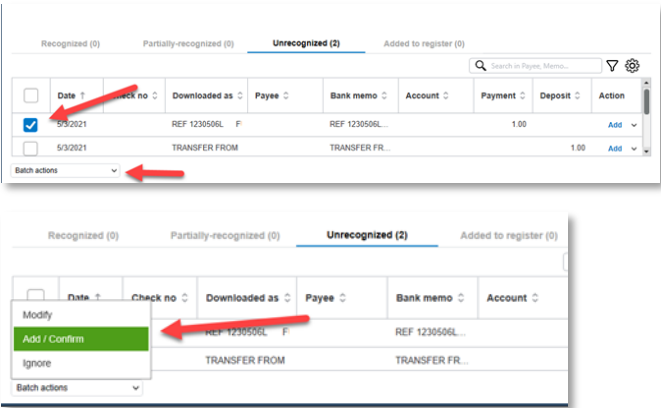 Recognized (0) Partially-recognized (0) Unrecognized (2) Added to register (0)
Search in Payee, Memo...
Date Check no Downloaded as Payee Bank memo Account Payment Deposit Action
5/3/2021 REF 1230506L F REF 1230506L... 1.00 Add
5/3/2021 TRANSFER FROM TRANSFER FR... 1.00 Add
Batch actions
Recognized (0) Partially-recognized (0) Unrecognized (2) Added to register (0)
Date Check no Downloaded as Payee Bank memo Account
Modify
Add / Confirm REF 1230506L F REF 1230506L...
Ignore TRANSFER FROM TRANSFER FR...
Batch actions